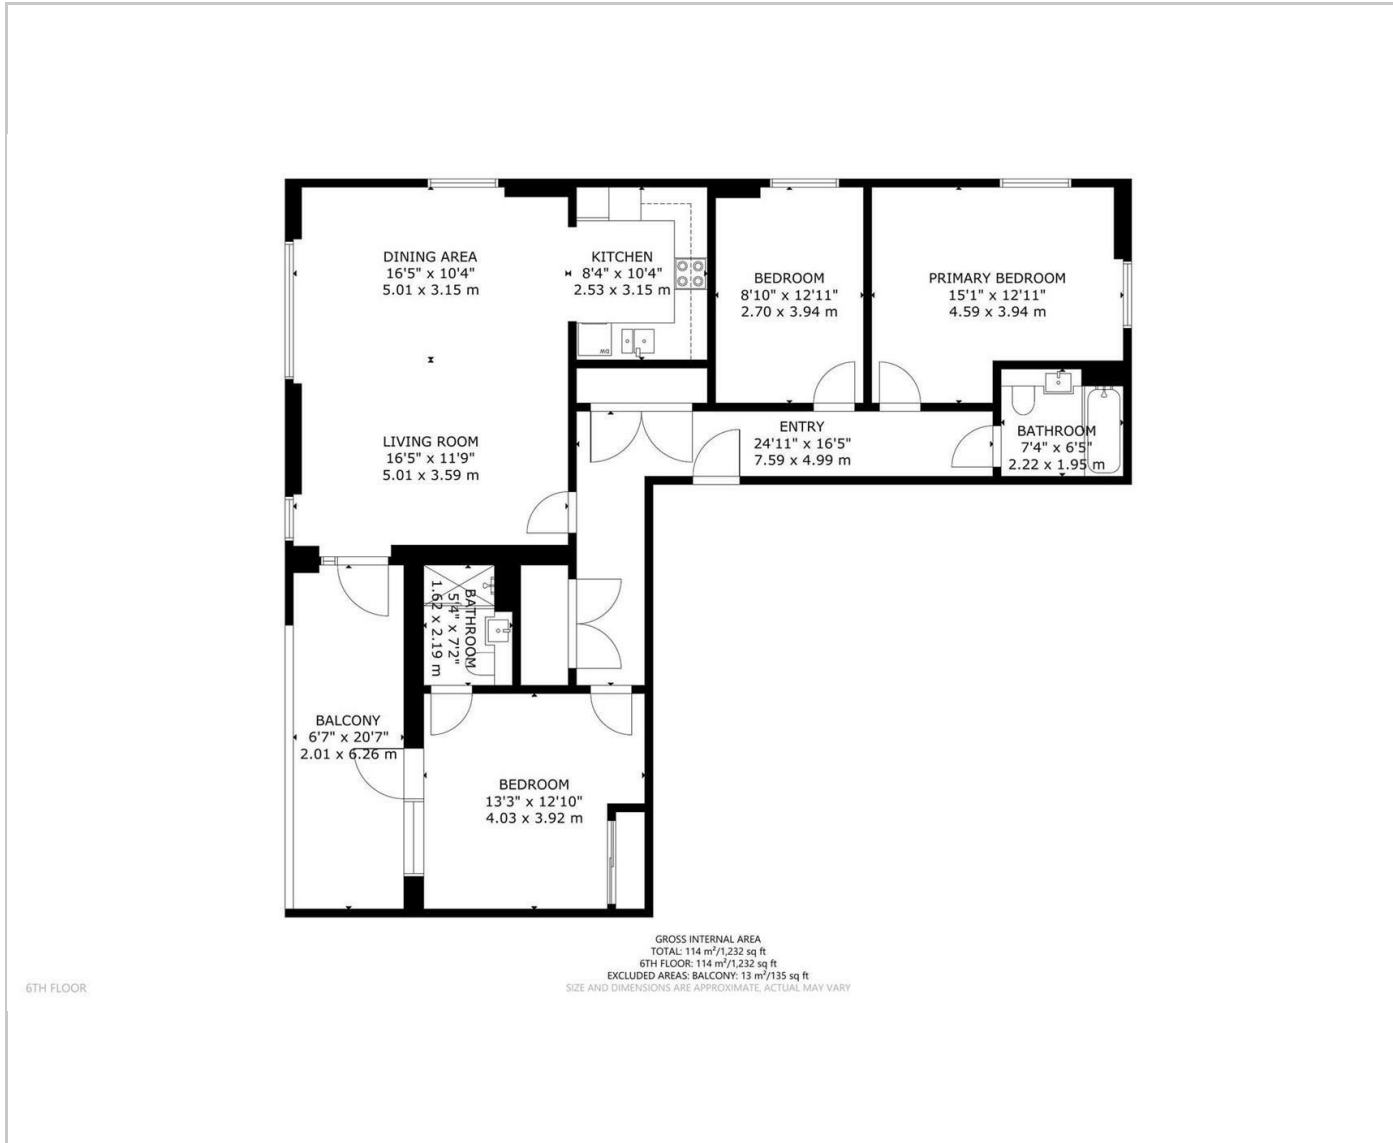 DINING AREA
16'5" x 10'4"
5.01 x 3.15 m
KITCHEN
8'4" x 10'4"
2.53 x 3.15 m
BEDROOM
8'10" x 12'11"
2.70 x 3.94 m
PRIMARY BEDROOM
15'1" x 12'11"
4.59 x 3.94 m
DW
LIVING ROOM
16'5" x 11'9"
5.01 x 3.59 m
ENTRY
24'11" x 16'5"
7.59 x 4.99 m
BATHROOM
7'4" x 6'5"
2.22 x 1.95 m
BATHROOM
5'4" x 7'2"
1.62 x 2.19 m
BALCONY
6'7" x 20'7"
2.01 x 6.26 m
BEDROOM
13'3" x 12'10"
4.03 x 3.92 m
GROSS INTERNAL AREA
TOTAL: 114 m²/1,232 sq ft
6TH FLOOR: 114 m²/1,232 sq ft
EXCLUDED AREAS: BALCONY: 13 m²/135 sq ft
SIZE AND DIMENSIONS ARE APPROXIMATE, ACTUAL MAY VARY
6TH FLOOR